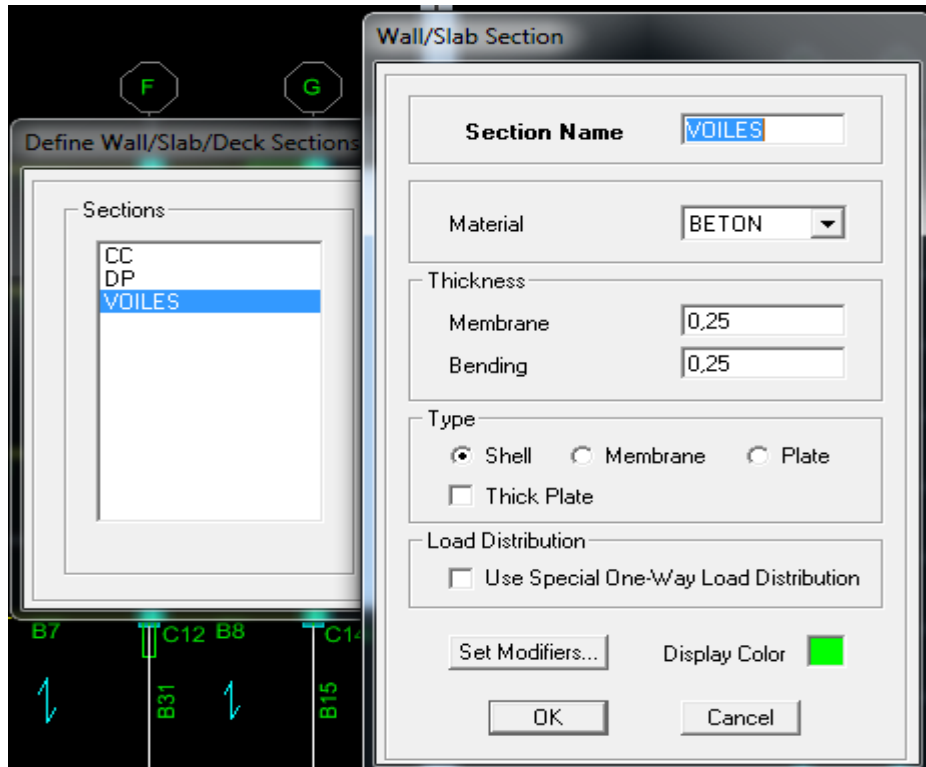 F
G
Define Wall/Slab/Deck Sections
Sections
CC
DP
VOILES
B7
C12
B8
C14
B31
B15
Wall/Slab Section
Section Name
VOILES
Material
BETON
Thickness
Membrane
0,25
Bending
0,25
Type
Shell
Membrane
Plate
Thick Plate
Load Distribution
Use Special One-Way Load Distribution
Set Modifiers...
Display Color
OK
Cancel